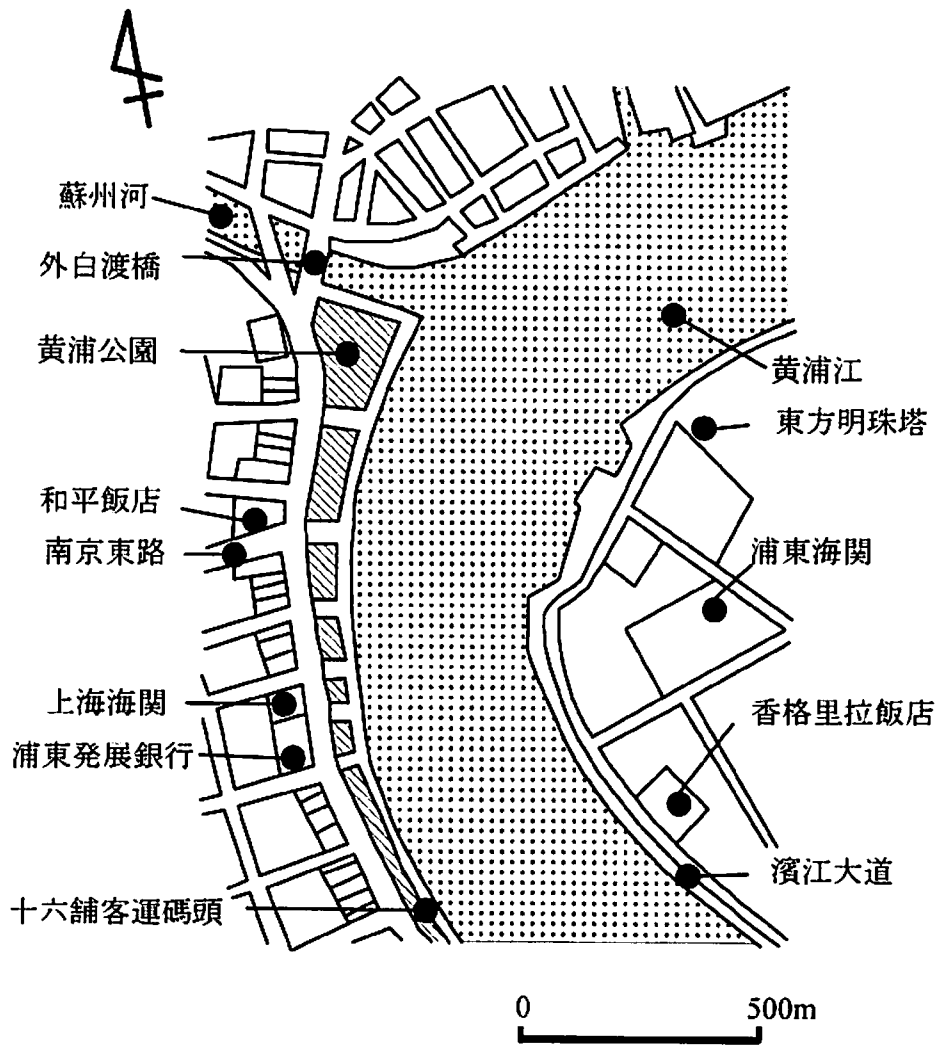 蘇州河
外白渡橋
黄浦公園
黄浦江
東方明珠塔
和平飯店
南京東路
浦東海関
上海海関
香格里拉飯店
浦東発展銀行
濱江大道
十六舗客運碼頭
0 500m